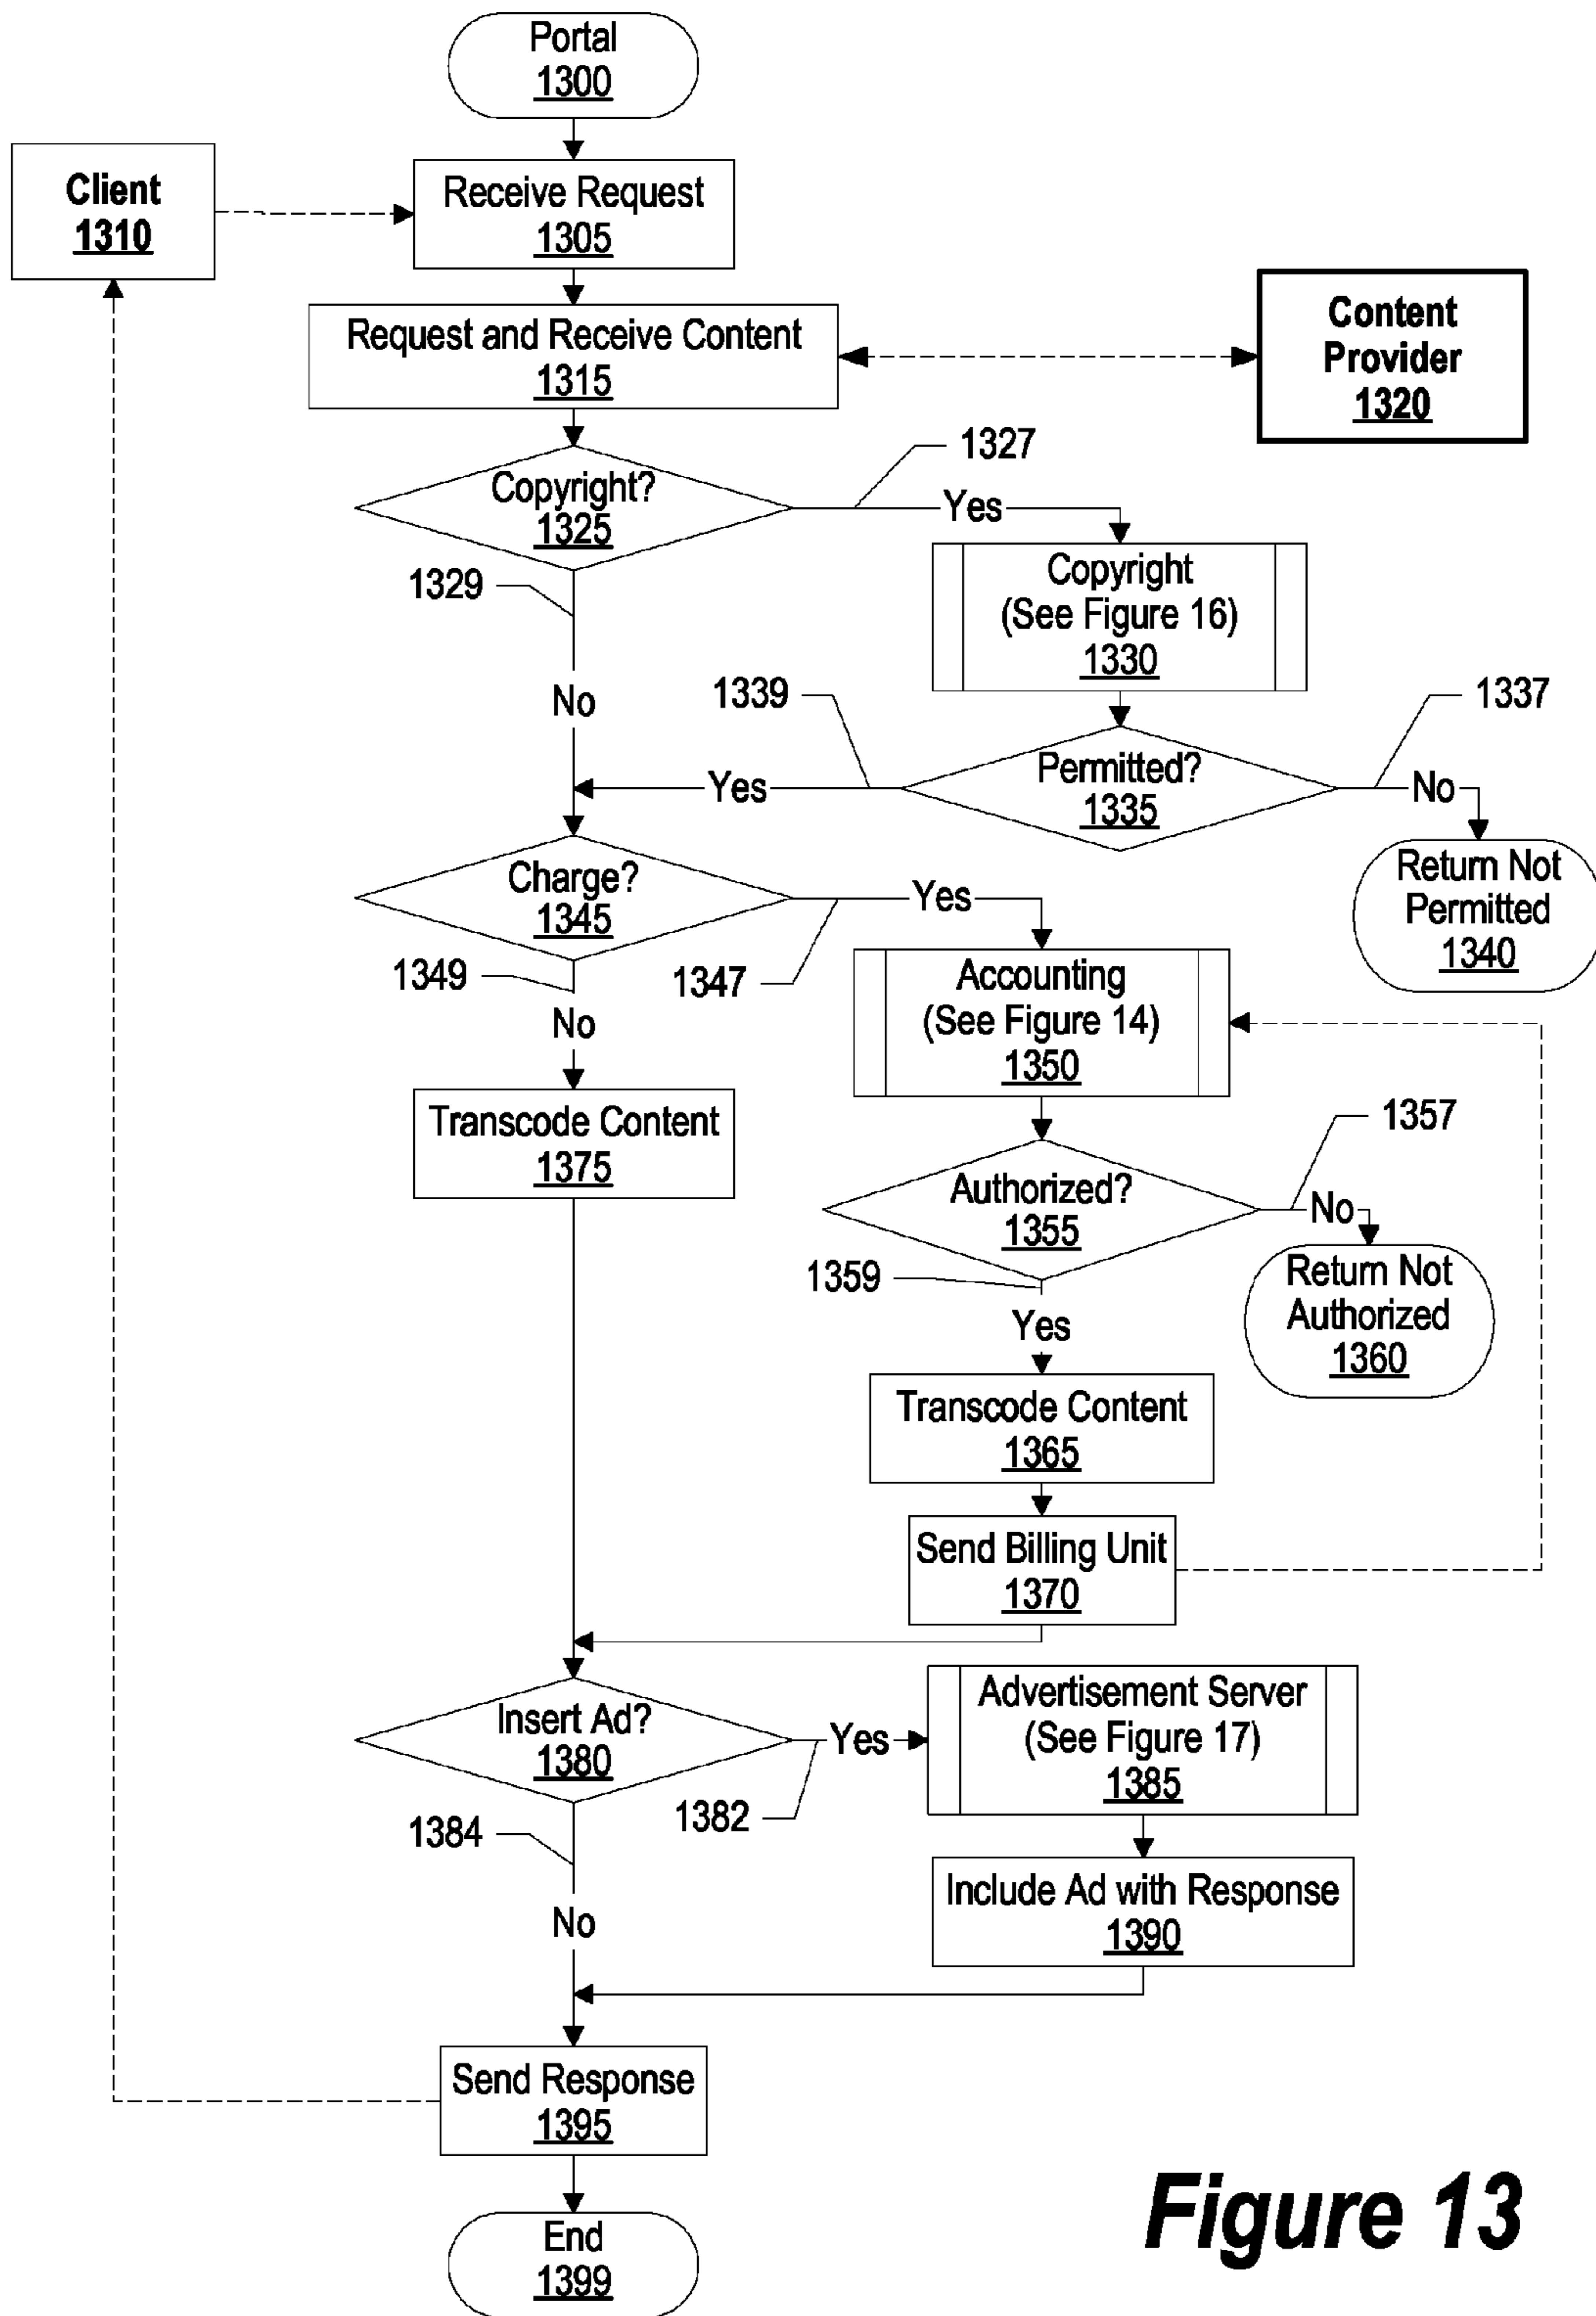 Portal
1300
Client
1310
Receive Request
1305
Request and Receive Content
1315
Content
Provider
1320
1327
Copyright?
1325
Yes
1329
Copyright
(See Figure 16)
1330
No
1339
1337
Yes
Permitted?
1335
No
Return Not
Permitted
1340
Charge?
1345
Yes
1349
1347
No
Accounting
(See Figure 14)
1350
Transcode Content
1375
1357
Authorized?
1355
No
1359
Return Not
Authorized
1360
Yes
Transcode Content
1365
Send Billing Unit
1370
Insert Ad?
1380
Yes
Advertisement Server
(See Figure 17)
1385
1384
1382
No
Include Ad with Response
1390
Send Response
1395
End
1399
Figure 13